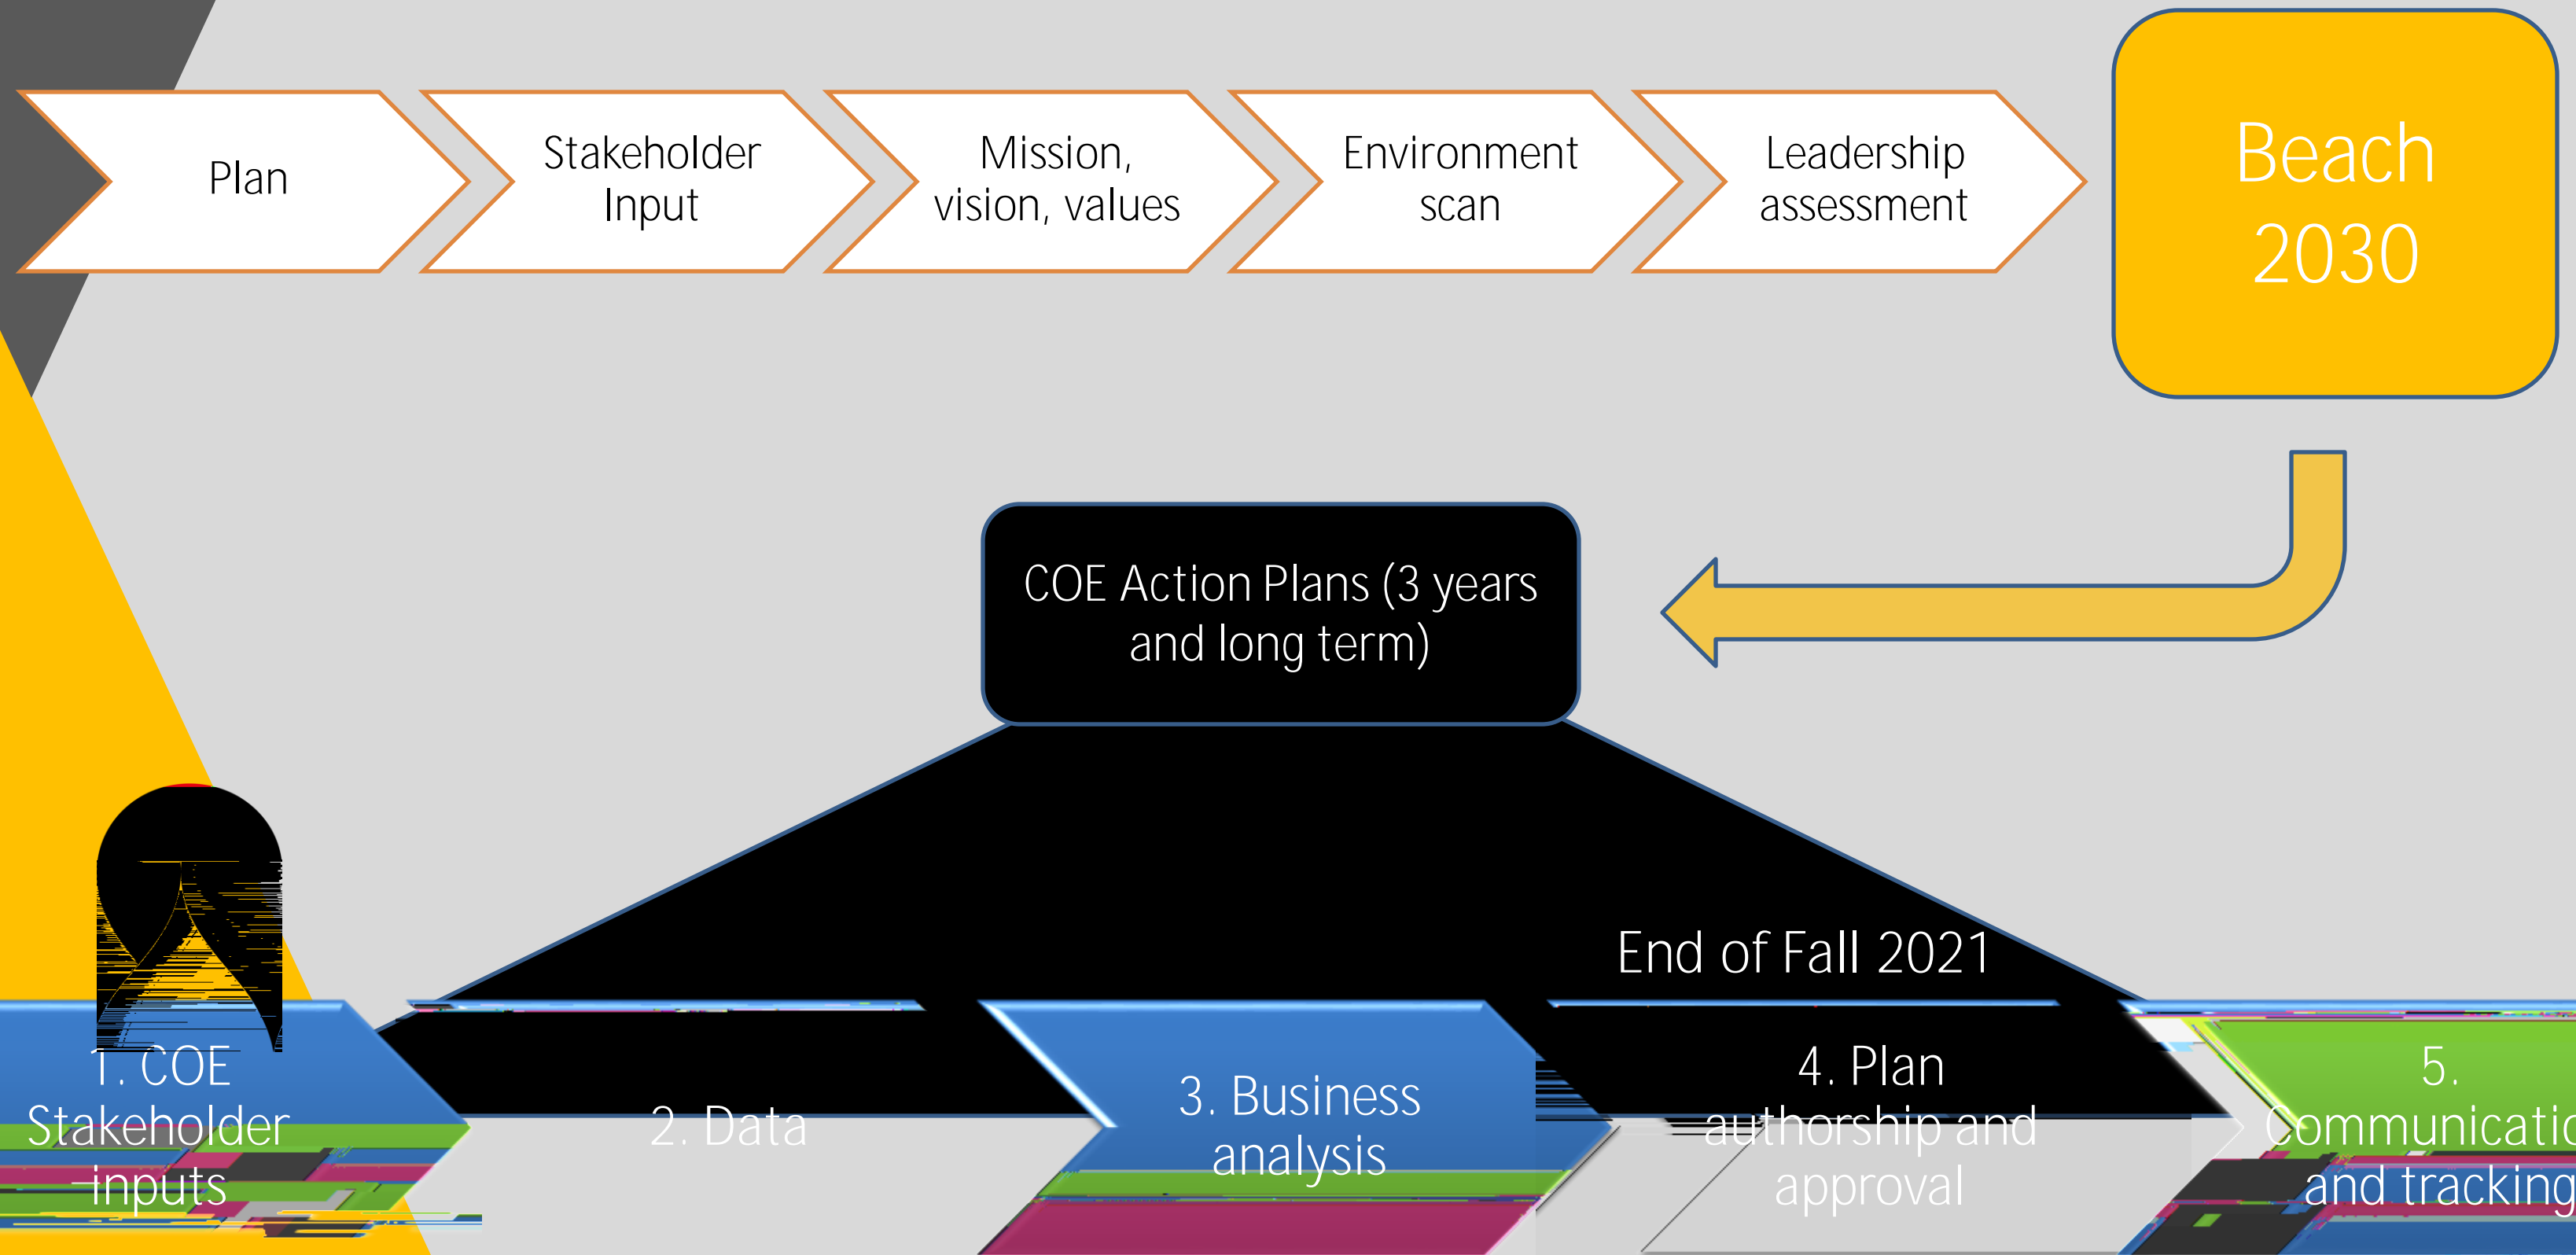 Plan
Stakeholder
Input
Mission,
vision, values
Environment
scan
Leadership
assessment
Beach
2030
COE Action Plans (3 years
and long term)
End of Fall 2021
1. COE
Stakeholder
inputs
2. Data
3. Business
analysis
4. Plan
authorship and
approval
5.
Communicatio
and tracking